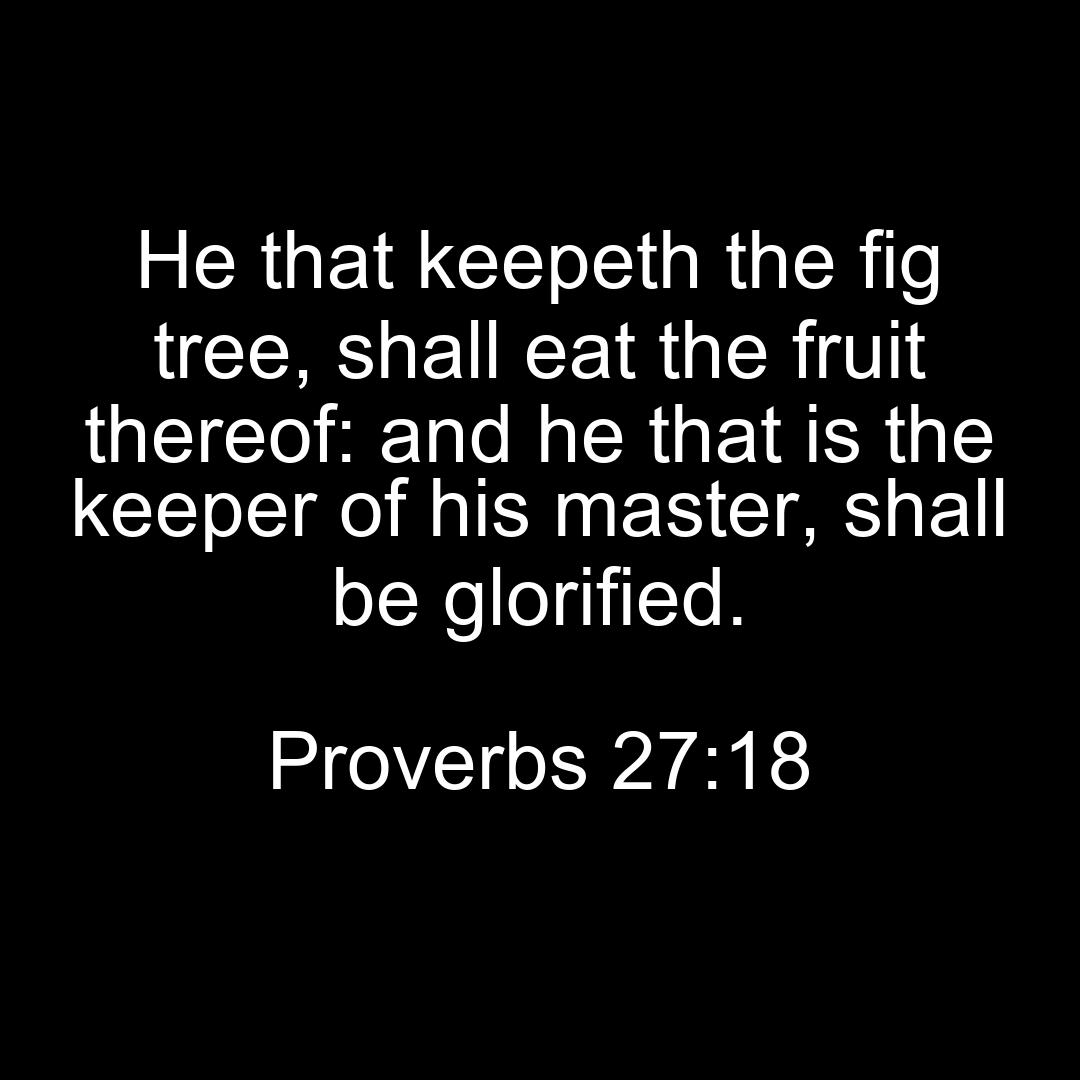 He that keepeth the fig
tree, shall eat the fruit
thereof: and he that is the
keeper of his master, shall
be glorified.
Proverbs 27:18